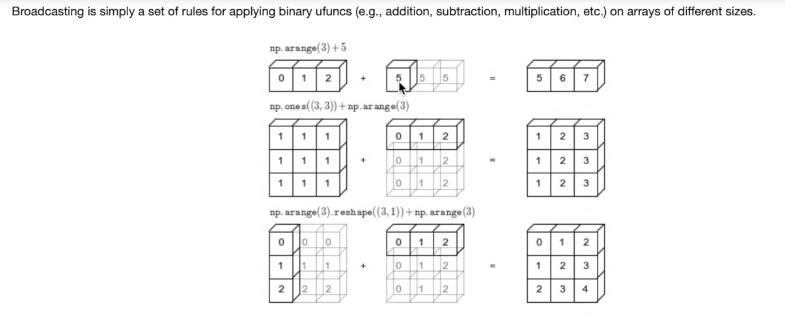 Broadcasting is simply a set of rules for applying binary ufuncs (e.g., addition, subtraction, multiplication, etc.) on arrays of different sizes.
np.arange(3)+5
0 1 2 + 5 5 5 = 5 6 7
np.ones((3,3))+np.arange(3)
1 1 1 0 1 2 1 2 3
1 1 1 + 0 1 2 = 1 2 3
1 1 1 0 1 2 1 2 3
np.arange(3).reshape((3,1))+np.arange(3)
0 0 0 0 1 2 0 1 2
1 1 1 + 0 1 2 = 1 2 3
2 2 2 0 1 2 2 3 4